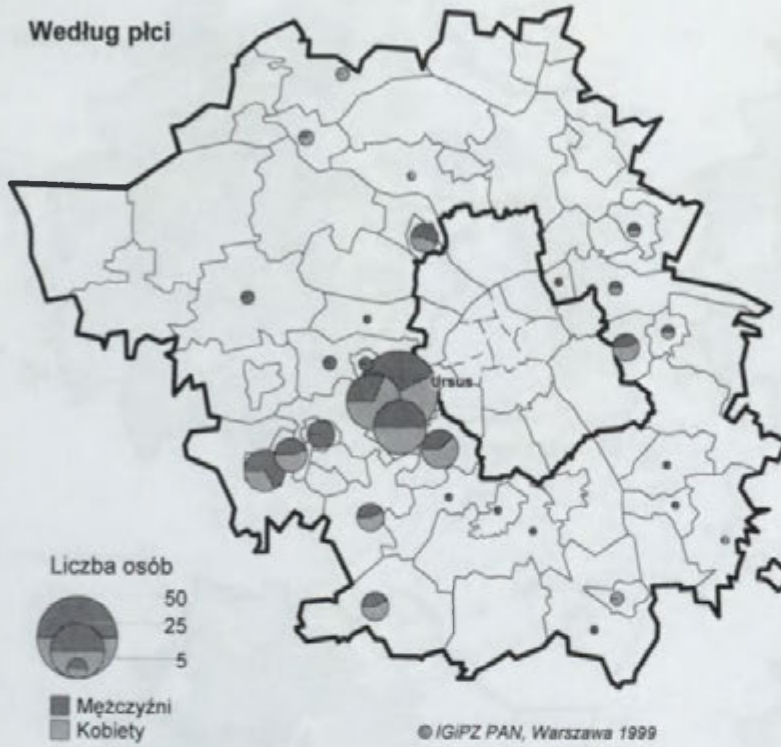 Według płci
Ursus
Liczba osób
50
25
5
Mężczyźni
Kobiety
© IGiPZ PAN, Warszawa 1999